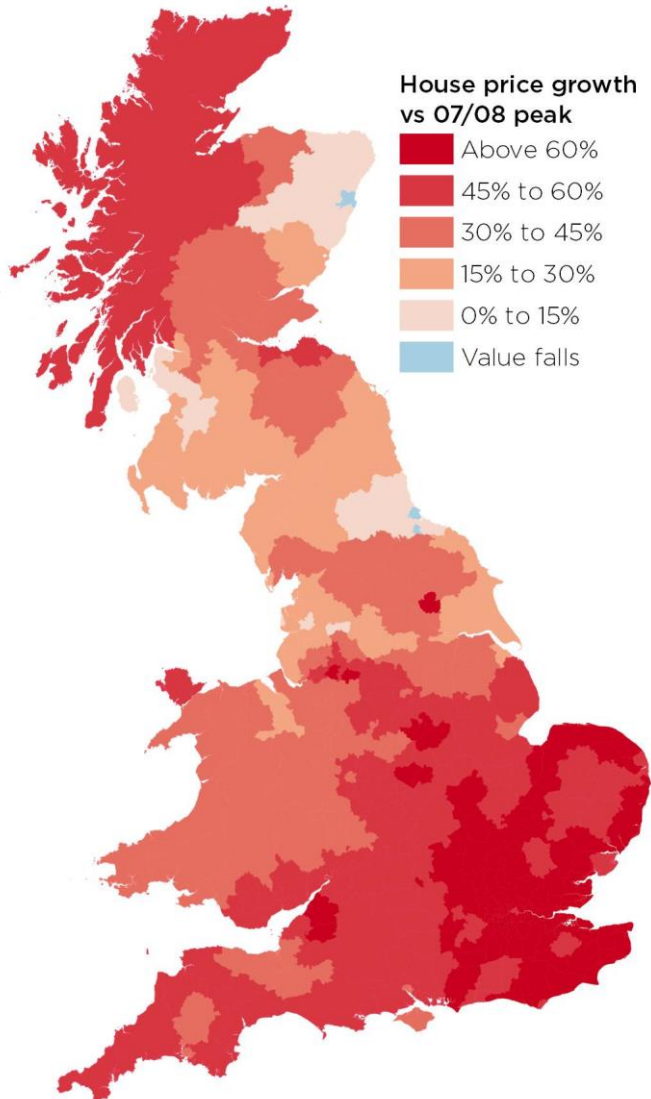 House price growth
vs 07/08 peak
Above 60%
45% to 60%
30% to 45%
15% to 30%
0% to 15%
Value falls